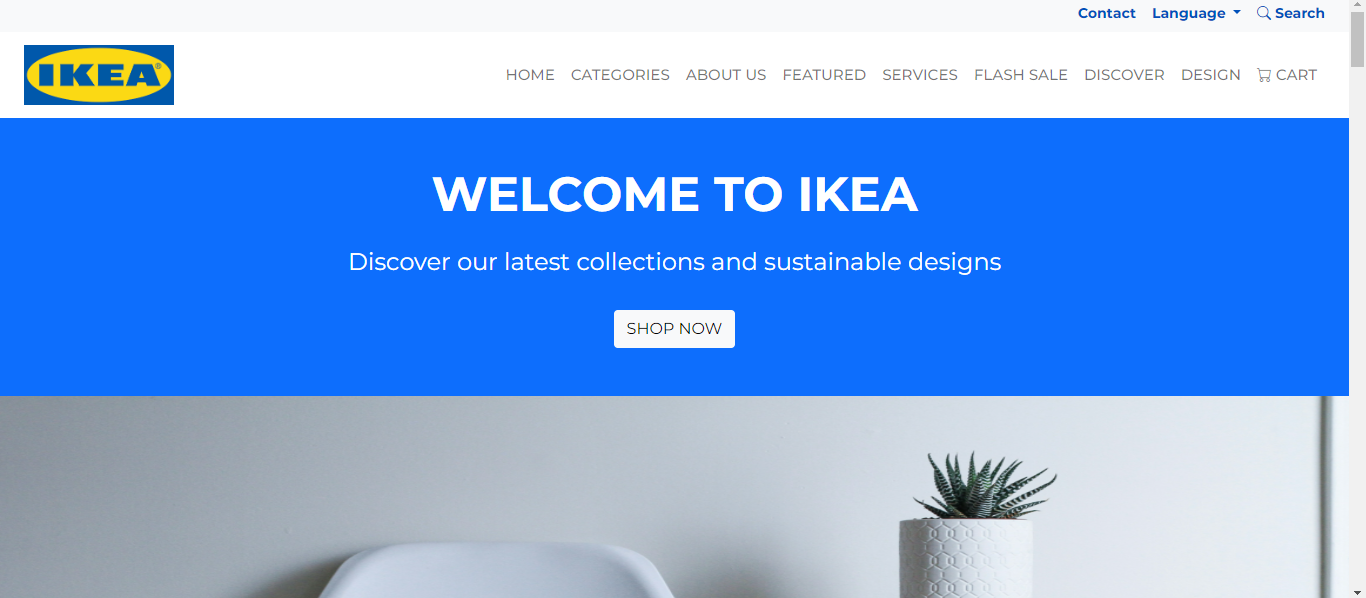 Contact Language Search
IKEA®
HOME CATEGORIES ABOUT US FEATURED SERVICES FLASH SALE DISCOVER DESIGN CART
WELCOME TO IKEA
Discover our latest collections and sustainable designs
SHOP NOW